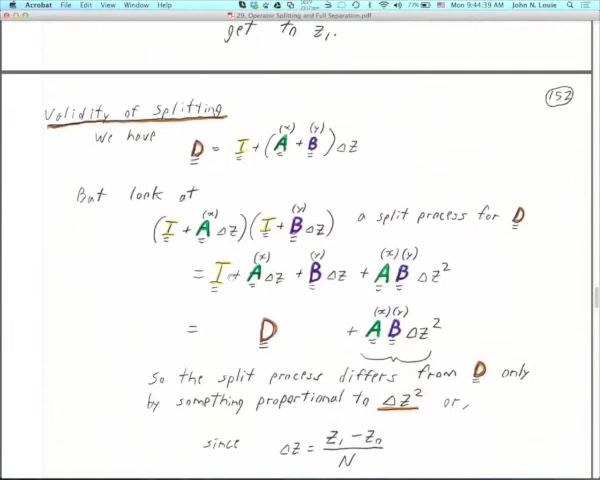 Acrobat File Edit View Window Help 77% Mon 9:44:39 AM John N. Louie
29. Operator Splitting and Full Separation.pdf
get to z₁.
152
Validity of Splitting
We have
D = I + (A^(x) + B^(y)) Δz
But look at
(I + A^(x) Δz)(I + B^(y) Δz) a split process for D
= I + A^(x) Δz + B^(y) Δz + A^(x) B^(y) Δz²
= D + A^(x) B^(y) Δz²
So the split process differs from D only
by something proportional to Δz² or,
since Δz = (z₁ - z₀) / N